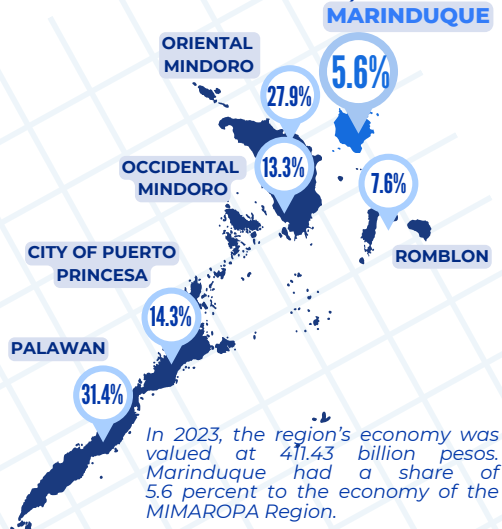 MARINDUQUE
5.6%
ORIENTAL
MINDORO
27.9%
OCCIDENTAL
MINDORO
13.3%
7.6%
ROMBLON
CITY OF PUERTO
PRINCESA
14.3%
PALAWAN
31.4%
In 2023, the region's economy was
valued at 411.43 billion pesos.
Marinduque had a share of
5.6 percent to the economy of the
MIMAROPA Region.